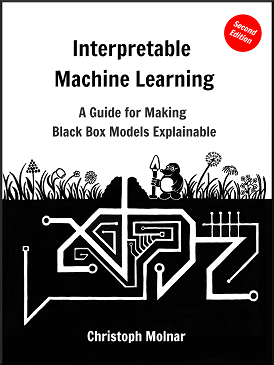 Second
Edition
Interpretable
Machine Learning
A Guide for Making
Black Box Models Explainable
Christoph Molnar